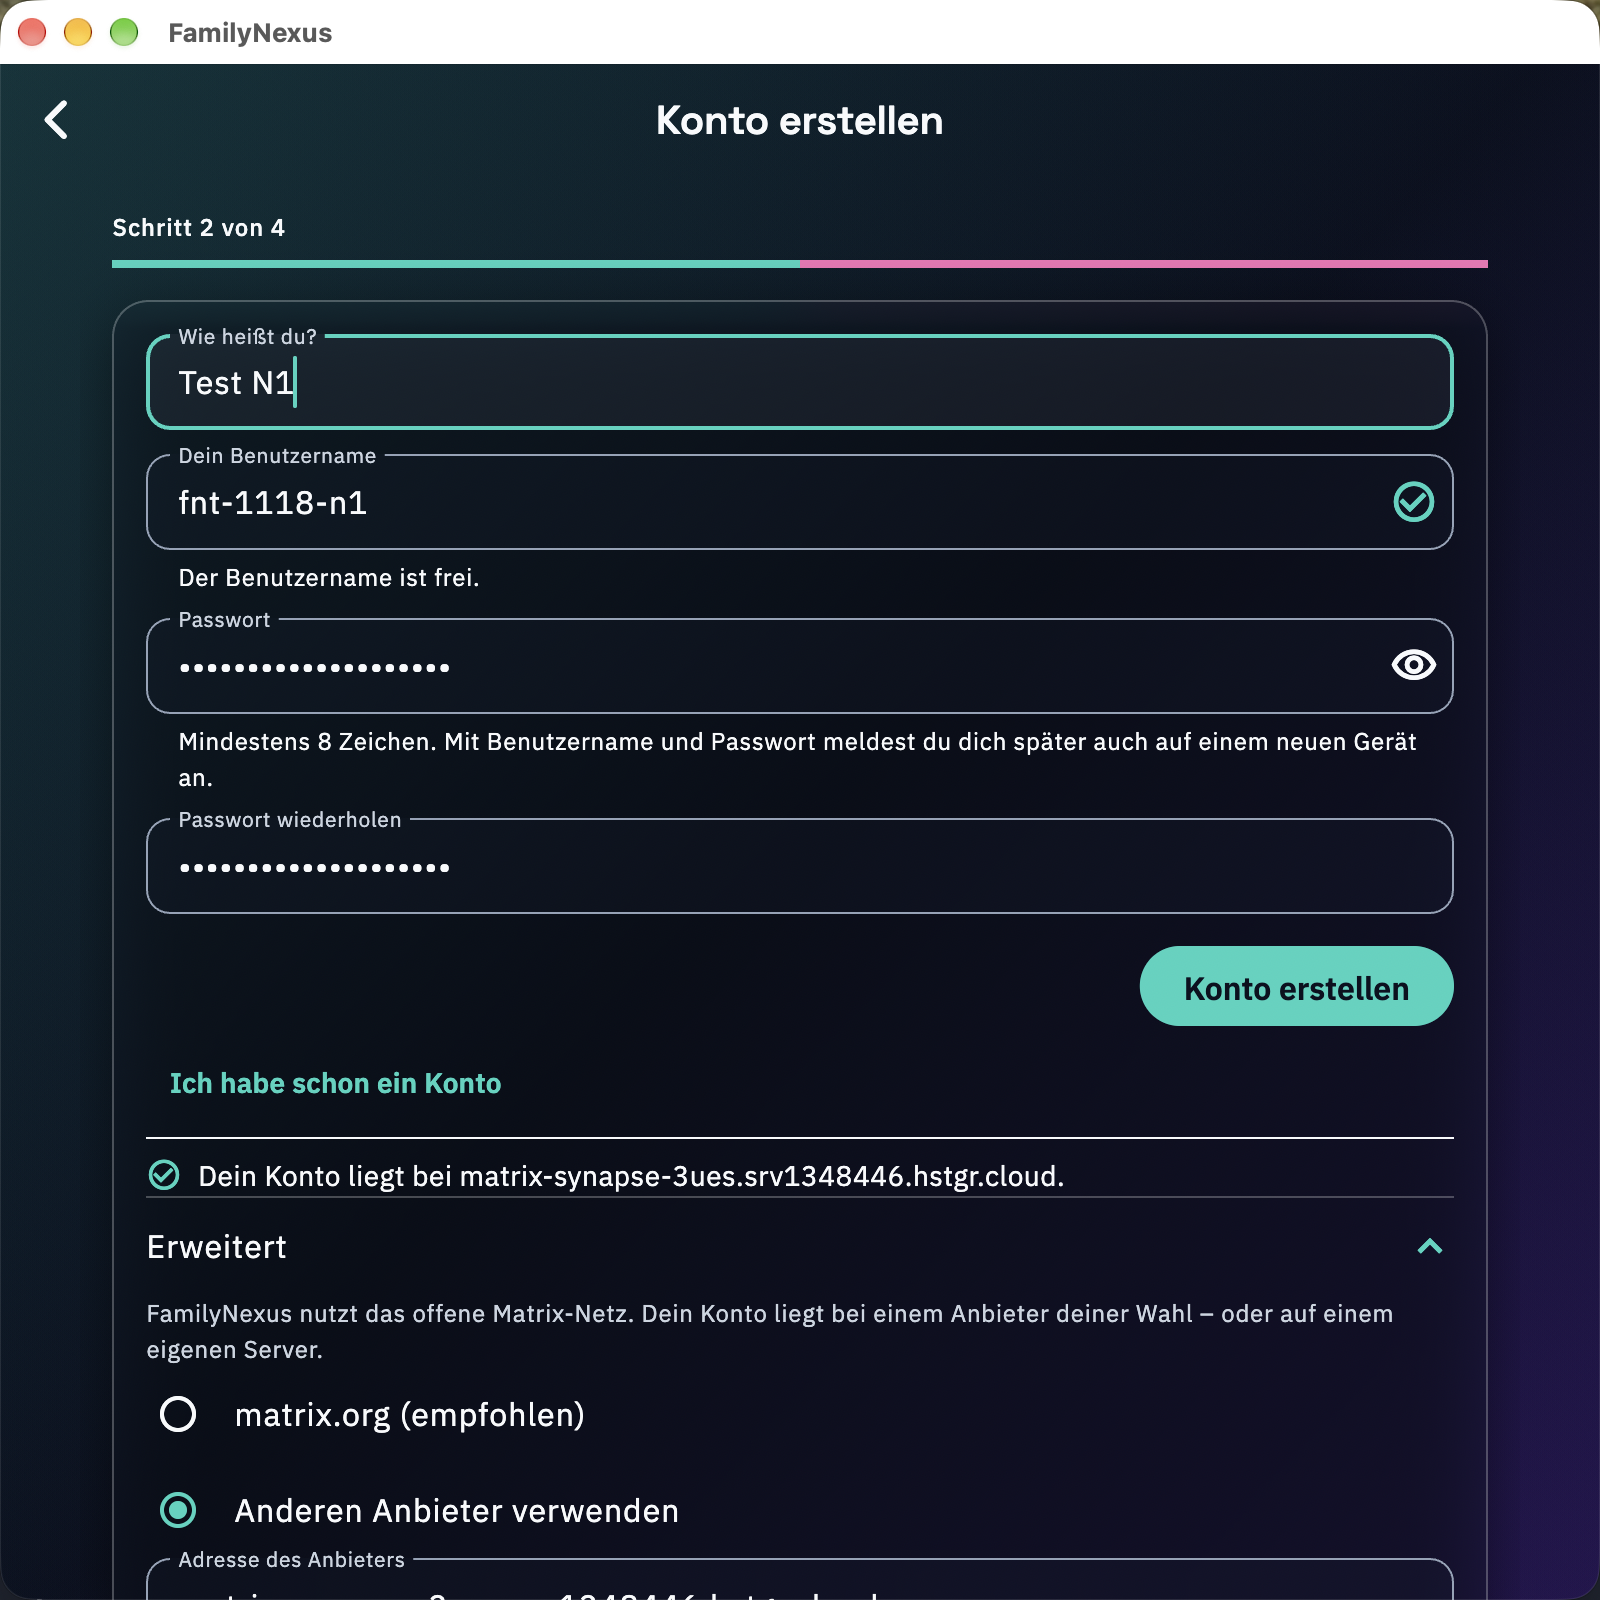 FamilyNexus
Konto erstellen
Schritt 2 von 4
Wie heißt du?
Test N1
Dein Benutzername
fnt-1118-n1
Der Benutzername ist frei.
Passwort
••••••••••••••••••••
Mindestens 8 Zeichen. Mit Benutzername und Passwort meldest du dich später auch auf einem neuen Gerät
an.
Passwort wiederholen
••••••••••••••••••••
Konto erstellen
Ich habe schon ein Konto
Dein Konto liegt bei matrix-synapse-3ues.srv1348446.hstgr.cloud.
Erweitert
FamilyNexus nutzt das offene Matrix-Netz. Dein Konto liegt bei einem Anbieter deiner Wahl – oder auf einem
eigenen Server.
matrix.org (empfohlen)
Anderen Anbieter verwenden
Adresse des Anbieters